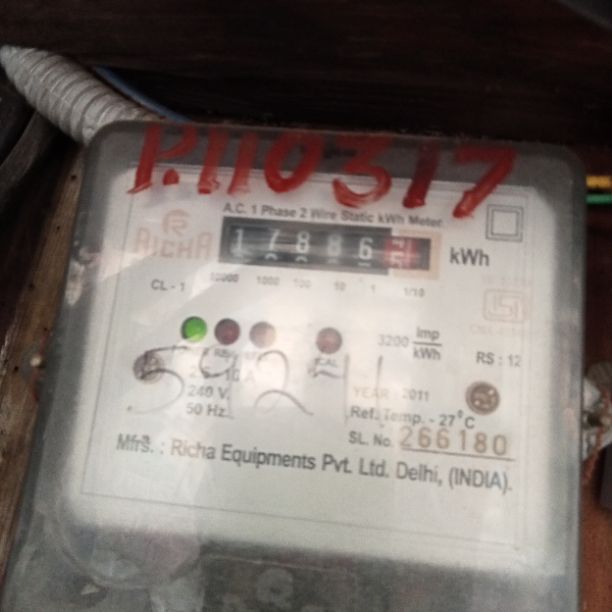 P.110317
A.C. 1 Phase 2 Wire Static kWh Meter
RICHA
17886 kWh
CL - 1 10000 1000 100 10 1 1/10
3200 Imp/kWh
CAL
RS : 12
240 V.
50 Hz.
YEAR 2011
Ref. Temp. - 27°C
SL. No. 266180
Mfrs. : Richa Equipments Pvt. Ltd. Delhi, (INDIA).